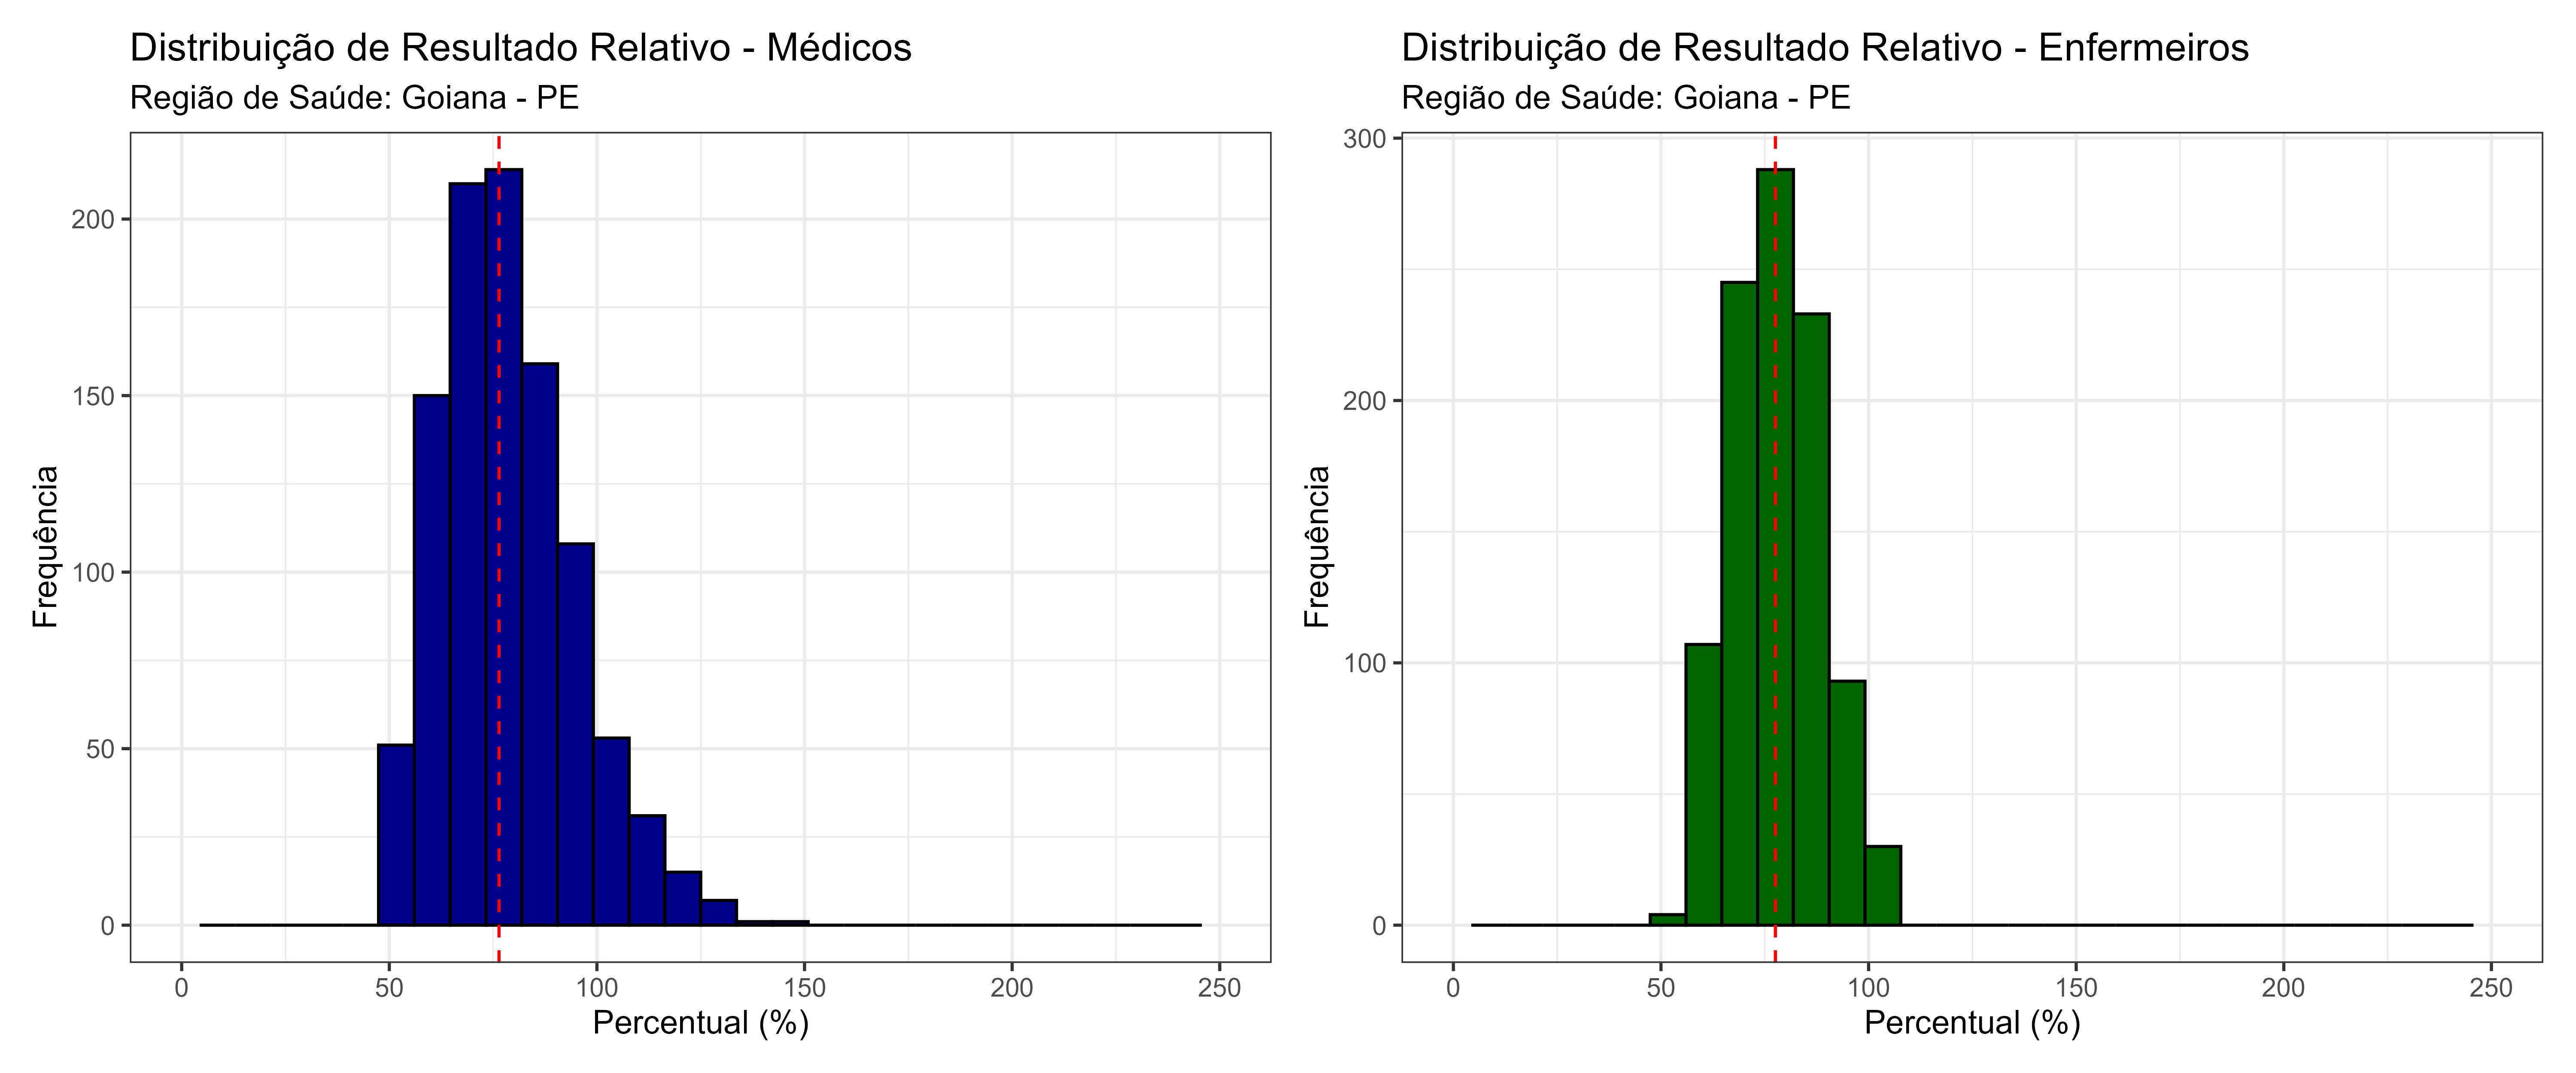 Distribuição de Resultado Relativo - Médicos
Região de Saúde: Goiana - PE
200
150
100
50
0
Frequência
0 50 100 150 200 250
Percentual (%)
Distribuição de Resultado Relativo - Enfermeiros
Região de Saúde: Goiana - PE
300
200
100
0
Frequência
0 50 100 150 200 250
Percentual (%)